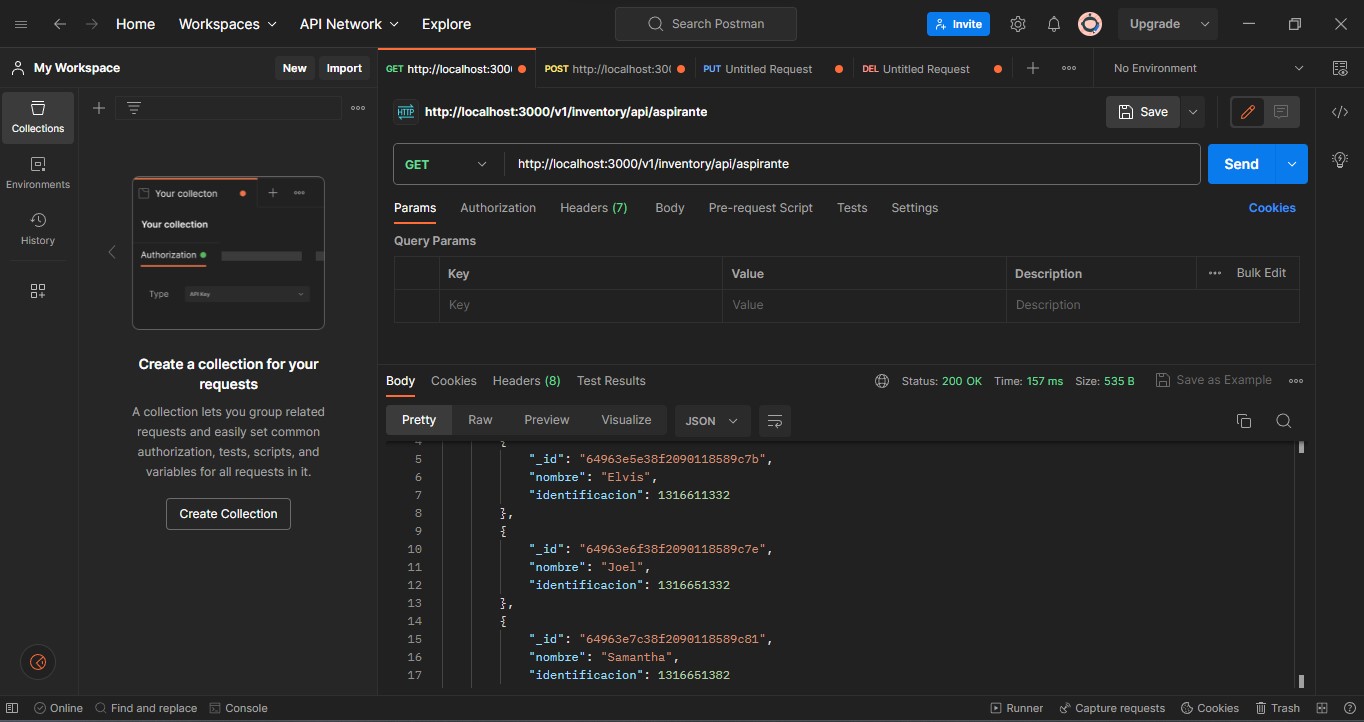 Home Workspaces API Network Explore Search Postman Invite Upgrade
My Workspace New Import GET http://localhost:300 POST http://localhost:30 PUT Untitled Request DEL Untitled Request No Environment
Collections
Environments
History
Your collecton
Your collection
Authorization
Type API Key
Create a collection for your
requests
A collection lets you group related
requests and easily set common
authorization, tests, scripts, and
variables for all requests in it.
Create Collection
HTTP http://localhost:3000/v1/inventory/api/aspirante Save
GET http://localhost:3000/v1/inventory/api/aspirante Send
Params Authorization Headers (7) Body Pre-request Script Tests Settings Cookies
Query Params
Key Value Description Bulk Edit
Key Value Description
Body Cookies Headers (8) Test Results Status: 200 OK Time: 157 ms Size: 535 B Save as Example
Pretty Raw Preview Visualize JSON
4 {
5 "_id": "64963e5e38f2090118589c7b",
6 "nombre": "Elvis",
7 "identificacion": 1316611332
8 },
9 {
10 "_id": "64963e6f38f2090118589c7e",
11 "nombre": "Joel",
12 "identificacion": 1316651332
13 },
14 {
15 "_id": "64963e7c38f2090118589c81",
16 "nombre": "Samantha",
17 "identificacion": 1316651382
Online Find and replace Console Runner Capture requests Cookies Trash